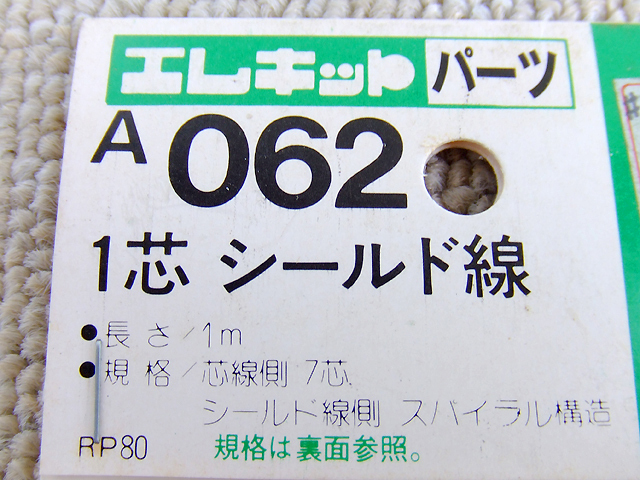 エレキット パーツ
A 062
1芯 シールド線
●長さ/1m
●規格/芯線側 7芯
シールド線側 スパイラル構造
RP80 規格は裏面参照。